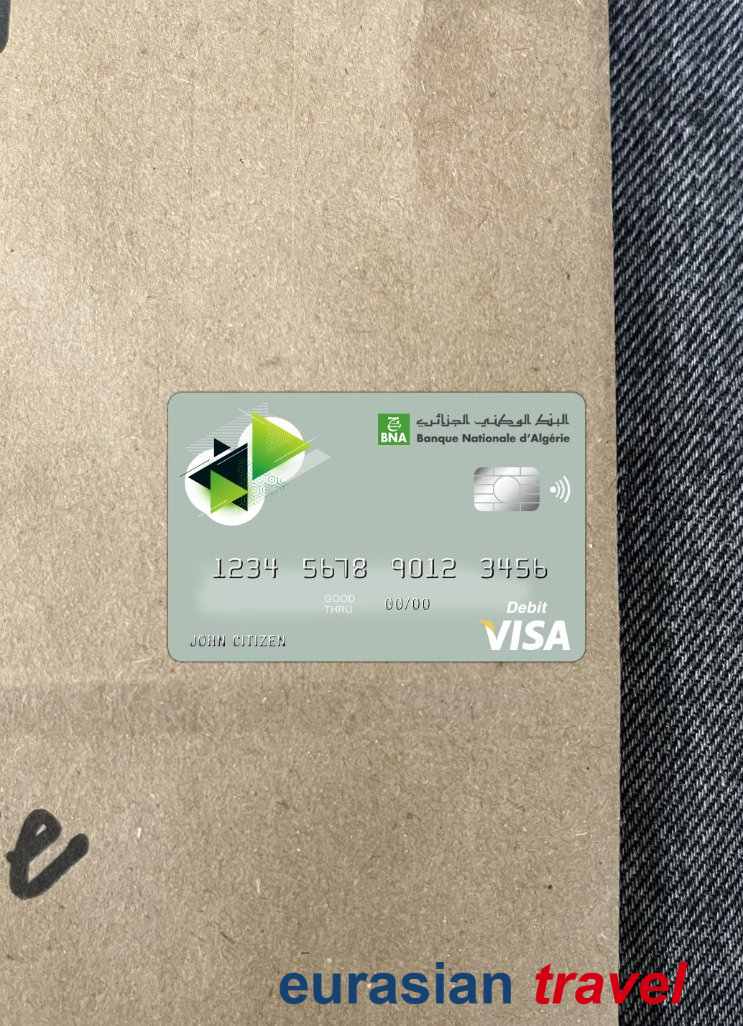 البنك الوطني الجزائري
BNA Banque Nationale d'Algérie
1234 5678 9012 3456
GOOD
THRU 00/00
Debit
JOHN CITIZEN VISA
e
eurasian travel